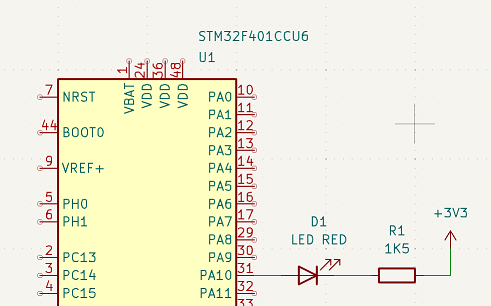 STM32F401CCU6
U1
1 24 36 48
VBAT VDD VDD VDD
7 NRST PA0 10
PA1 11
44 BOOT0 PA2 12
PA3 13
9 VREF+ PA4 14
PA5 15
5 PH0 PA6 16
6 PH1 PA7 17
PA8 29
2 PC13 PA9 30
3 PC14 PA10 31
4 PC15 PA11 32
33
D1
LED RED
R1
1K5
+3V3